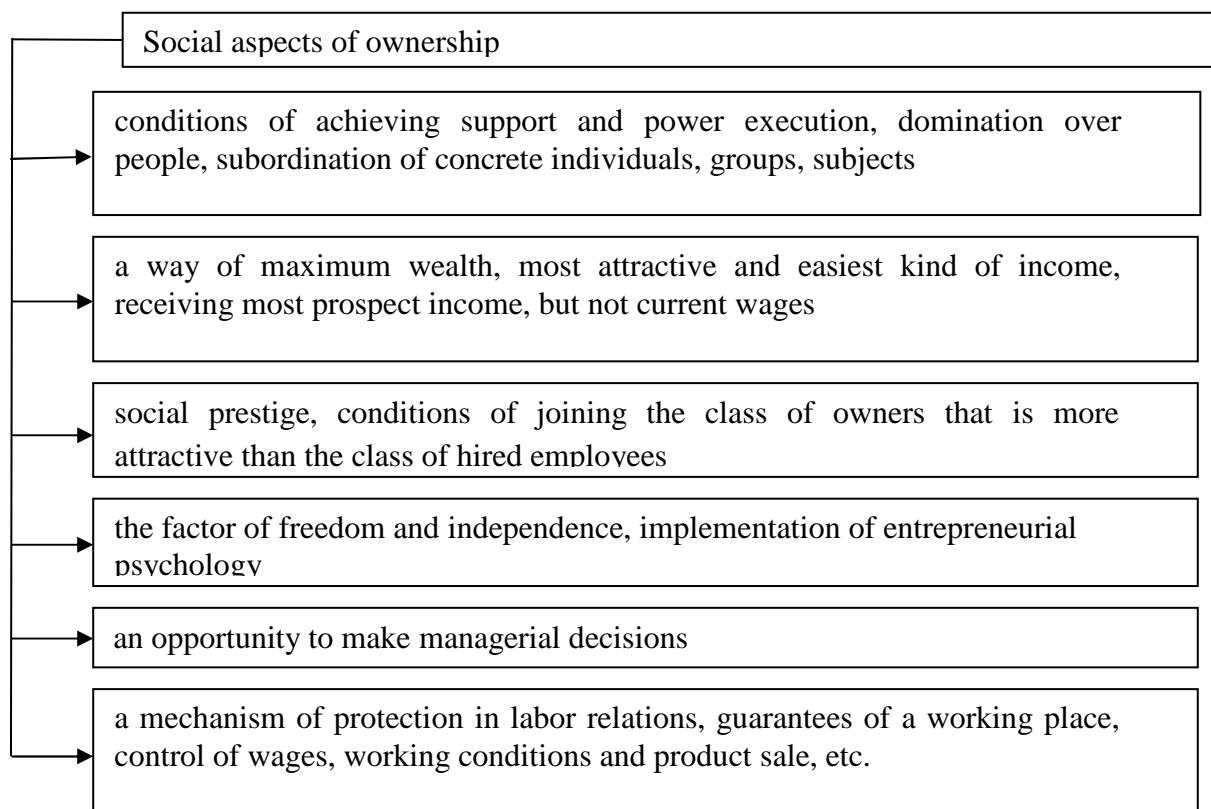 Social aspects of ownership
conditions of achieving support and power execution, domination over
people, subordination of concrete individuals, groups, subjects
a way of maximum wealth, most attractive and easiest kind of income,
receiving most prospect income, but not current wages
social prestige, conditions of joining the class of owners that is more
attractive than the class of hired employees
the factor of freedom and independence, implementation of entrepreneurial
psychology
an opportunity to make managerial decisions
a mechanism of protection in labor relations, guarantees of a working place,
control of wages, working conditions and product sale, etc.